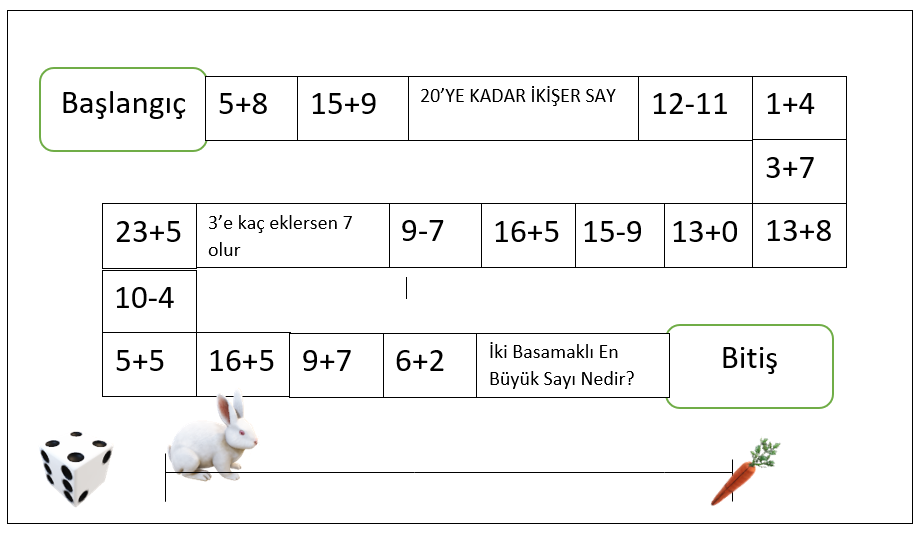 Başlangıç 5+8 15+9 20’YE KADAR İKİŞER SAY 12-11 1+4
3+7
23+5 3’e kaç eklersen 7 9-7 16+5 15-9 13+0 13+8
olur
10-4
5+5 16+5 9+7 6+2 İki Basamaklı En Bitiş
Büyük Sayı Nedir?